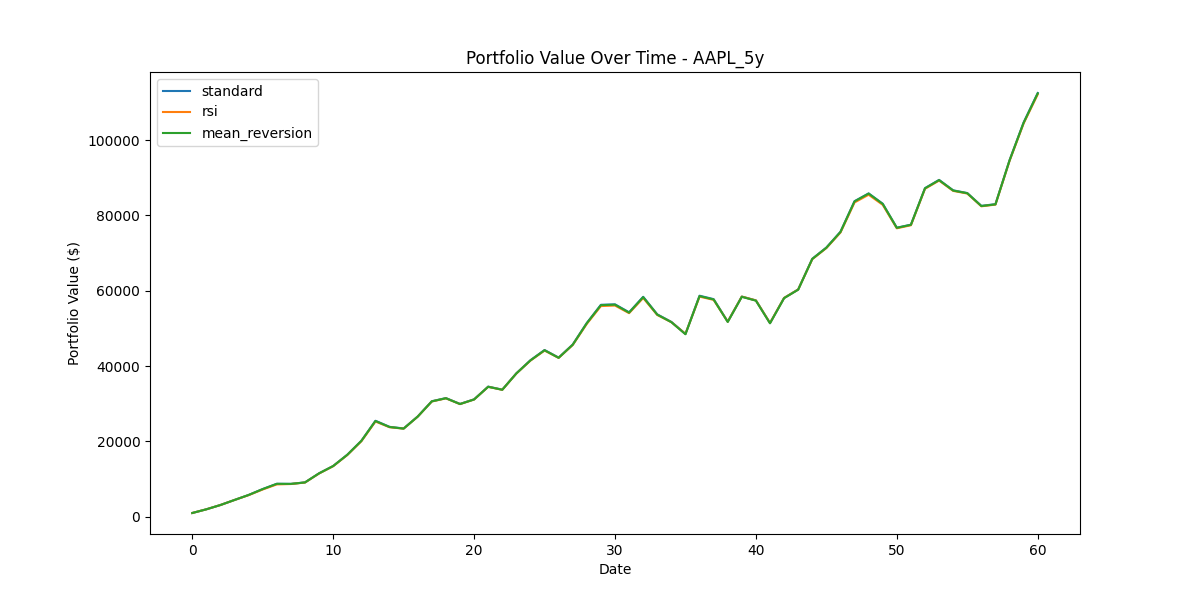 Portfolio Value Over Time - AAPL_5y
standard
rsi
mean_reversion
Portfolio Value ($)
100000
80000
60000
40000
20000
0
0 10 20 30 40 50 60
Date